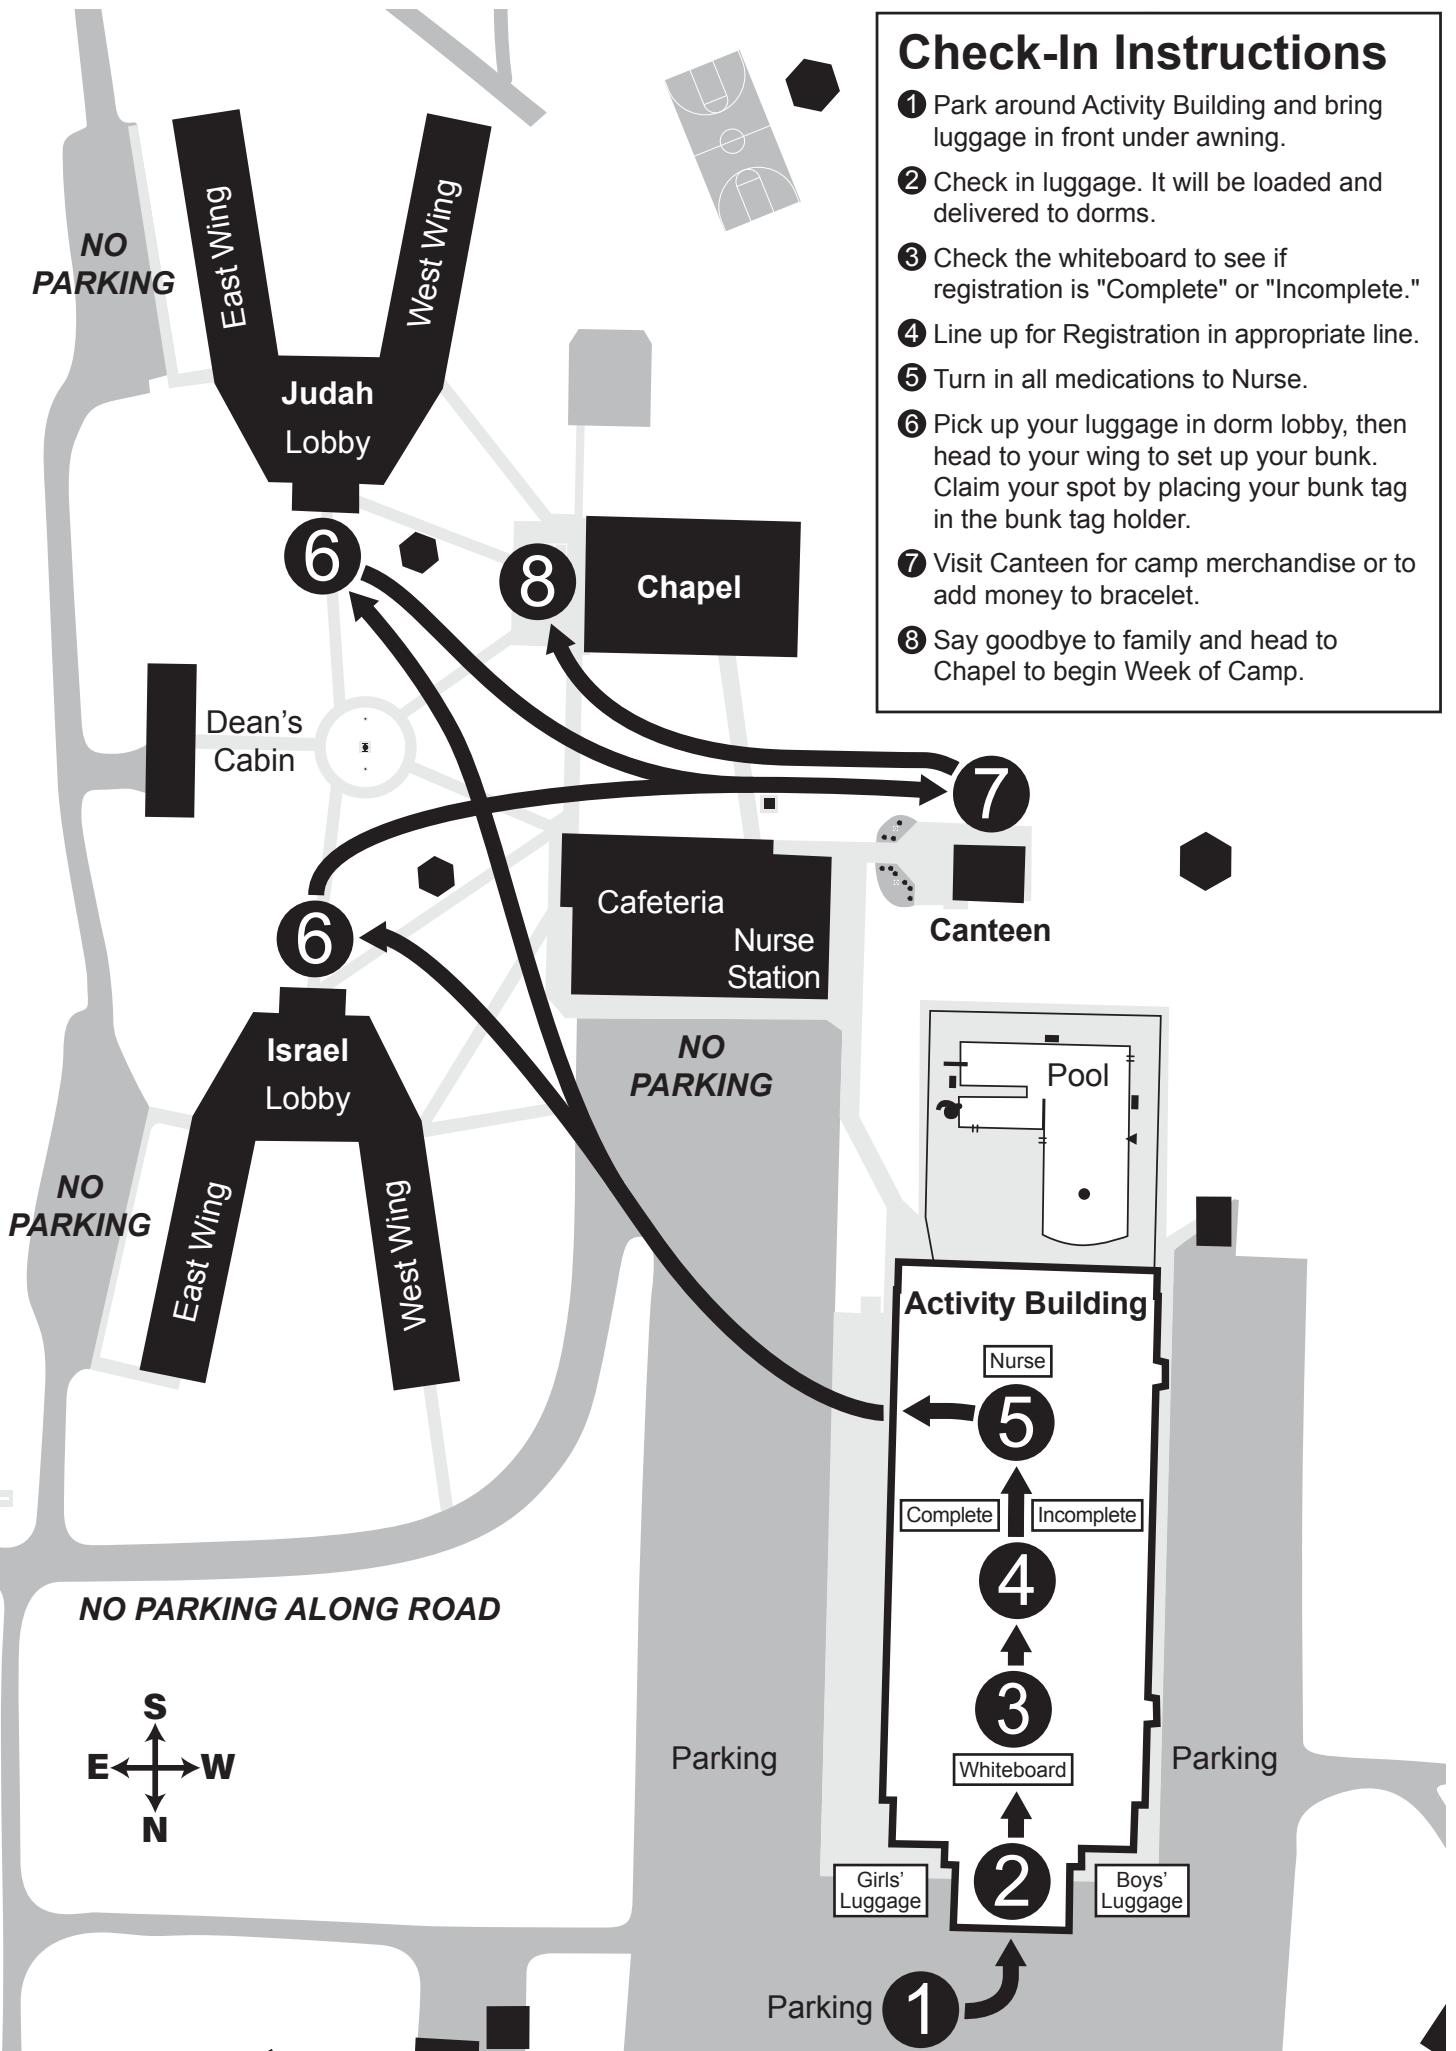 Check-In Instructions
1 Park around Activity Building and bring
luggage in front under awning.
2 Check in luggage. It will be loaded and
delivered to dorms.
3 Check the whiteboard to see if
registration is "Complete" or "Incomplete."
4 Line up for Registration in appropriate line.
5 Turn in all medications to Nurse.
6 Pick up your luggage in dorm lobby, then
head to your wing to set up your bunk.
Claim your spot by placing your bunk tag
in the bunk tag holder.
7 Visit Canteen for camp merchandise or to
add money to bracelet.
8 Say goodbye to family and head to
Chapel to begin Week of Camp.
East Wing
West Wing
NO
PARKING
Judah
Lobby
6
8
Chapel
Dean's
Cabin
7
Cafeteria
Nurse
Station
Canteen
6
Israel
Lobby
NO
PARKING
Pool
NO
PARKING
East Wing
West Wing
Activity Building
Nurse
5
Complete
Incomplete
4
NO PARKING ALONG ROAD
3
S
E W
N
Parking
Whiteboard
Parking
2
Girls'
Luggage
Boys'
Luggage
Parking
1